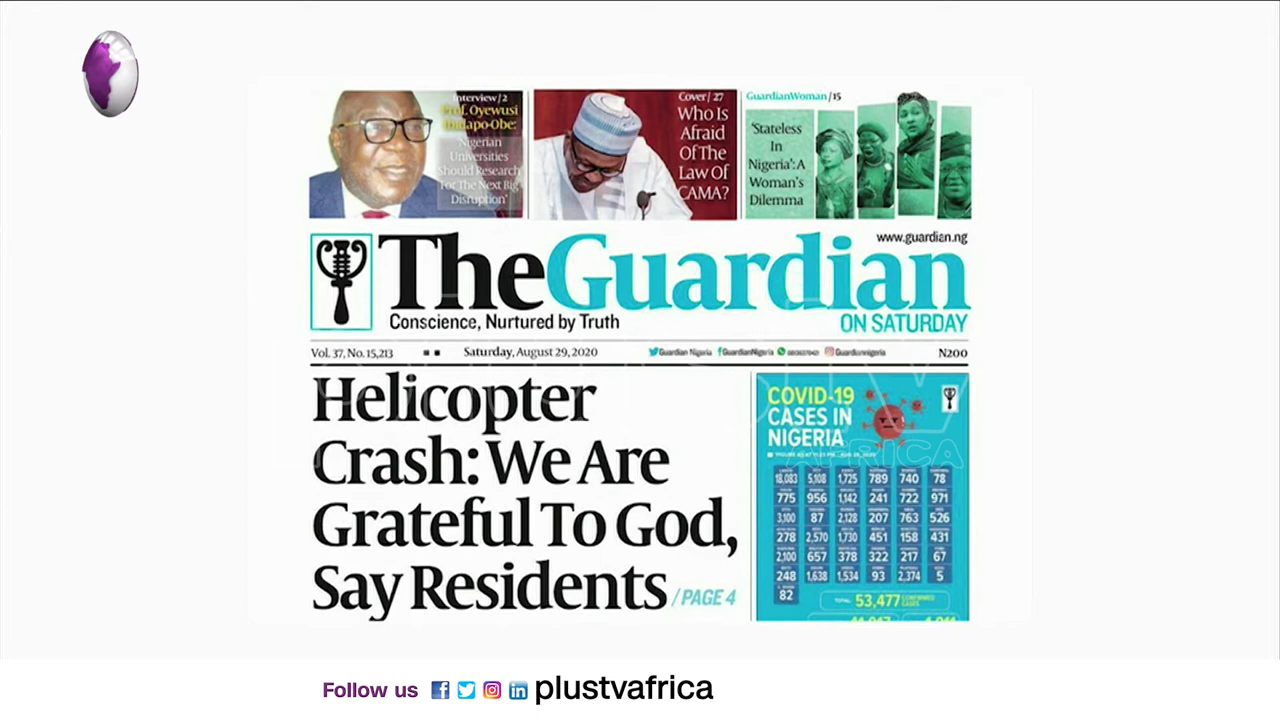 Interview/2
Prof. Oyewusi
Ibidapo-Obe:
'Nigerian
Universities
Should Research
For The Next Big
Disruption'
Cover/27
Who Is
Afraid
Of The
Law Of
CAMA?
GuardianWoman/15
'Stateless
In
Nigeria': A
Woman's
Dilemma
www.guardian.ng
TheGuardian
Conscience, Nurtured by Truth
ON SATURDAY
Vol. 37, No. 15,213
Saturday, August 29, 2020
Guardian Nigeria
GuardianNigeria
Guardiannigeria
N200
Helicopter
Crash: We Are
Grateful To God,
Say Residents /PAGE 4
COVID-19
CASES IN
NIGERIA
18,083 5,108 1,725 789 740 78
775 956 1,142 241 722 971
3,100 87 2,128 207 763 526
278 2,570 1,730 451 158 431
2,100 657 378 322 217 67
248 1,638 1,534 93 2,374 5
82
TOTAL: 53,477 CONFIRMED CASES
AFRICA
Follow us plustvafrica